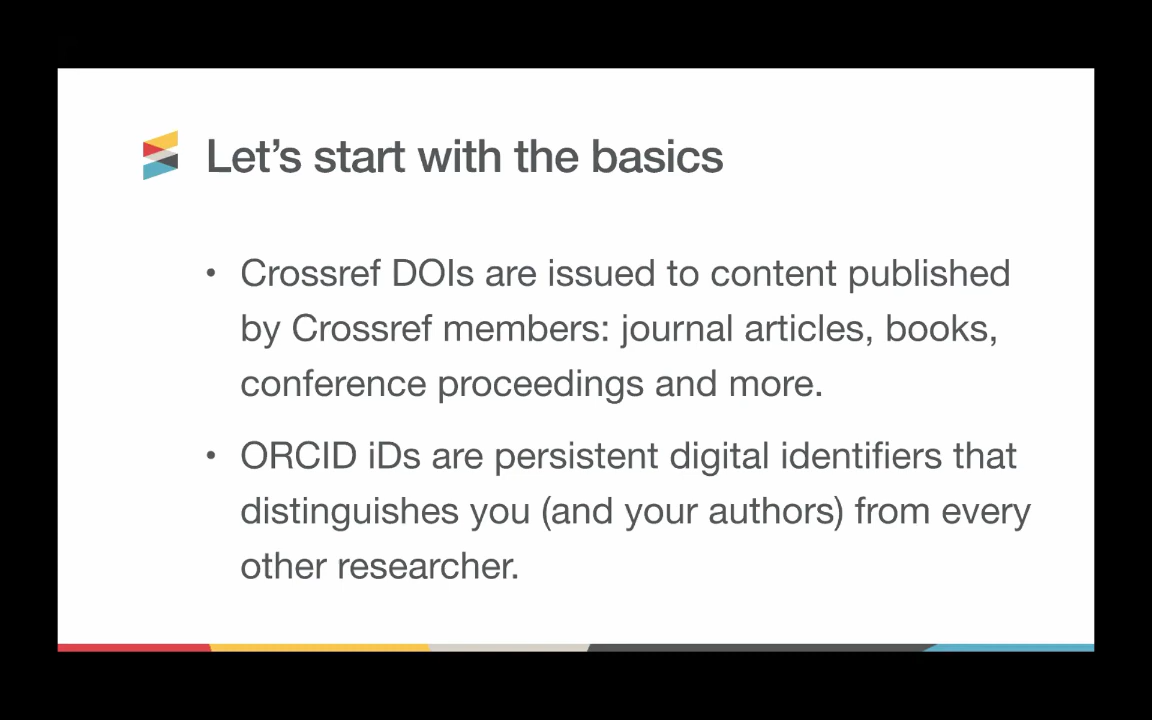 Let's start with the basics
• Crossref DOIs are issued to content published
by Crossref members: journal articles, books,
conference proceedings and more.
• ORCID iDs are persistent digital identifiers that
distinguishes you (and your authors) from every
other researcher.